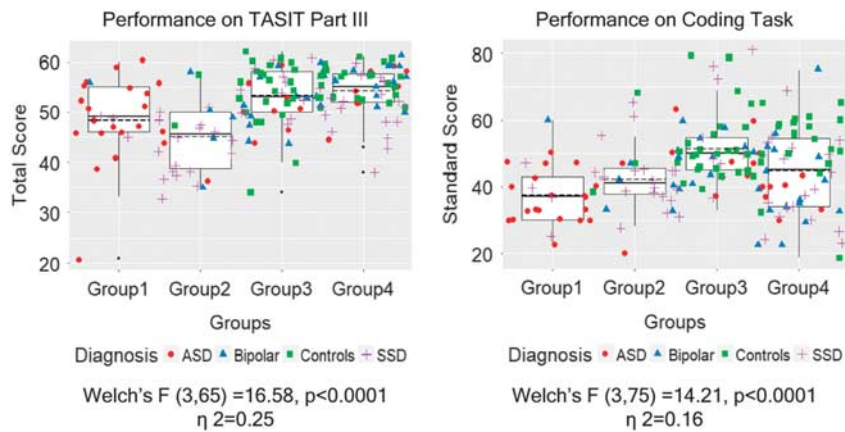 Performance on TASIT Part III
Total Score
60
50
40
30
20
Group1 Group2 Group3 Group4
Groups
Diagnosis ASD Bipolar Controls SSD
Welch's F (3,65) =16.58, p<0.0001
η 2=0.25
Performance on Coding Task
Standard Score
80
60
40
20
Group1 Group2 Group3 Group4
Groups
Diagnosis ASD Bipolar Controls SSD
Welch's F (3,75) =14.21, p<0.0001
η 2=0.16